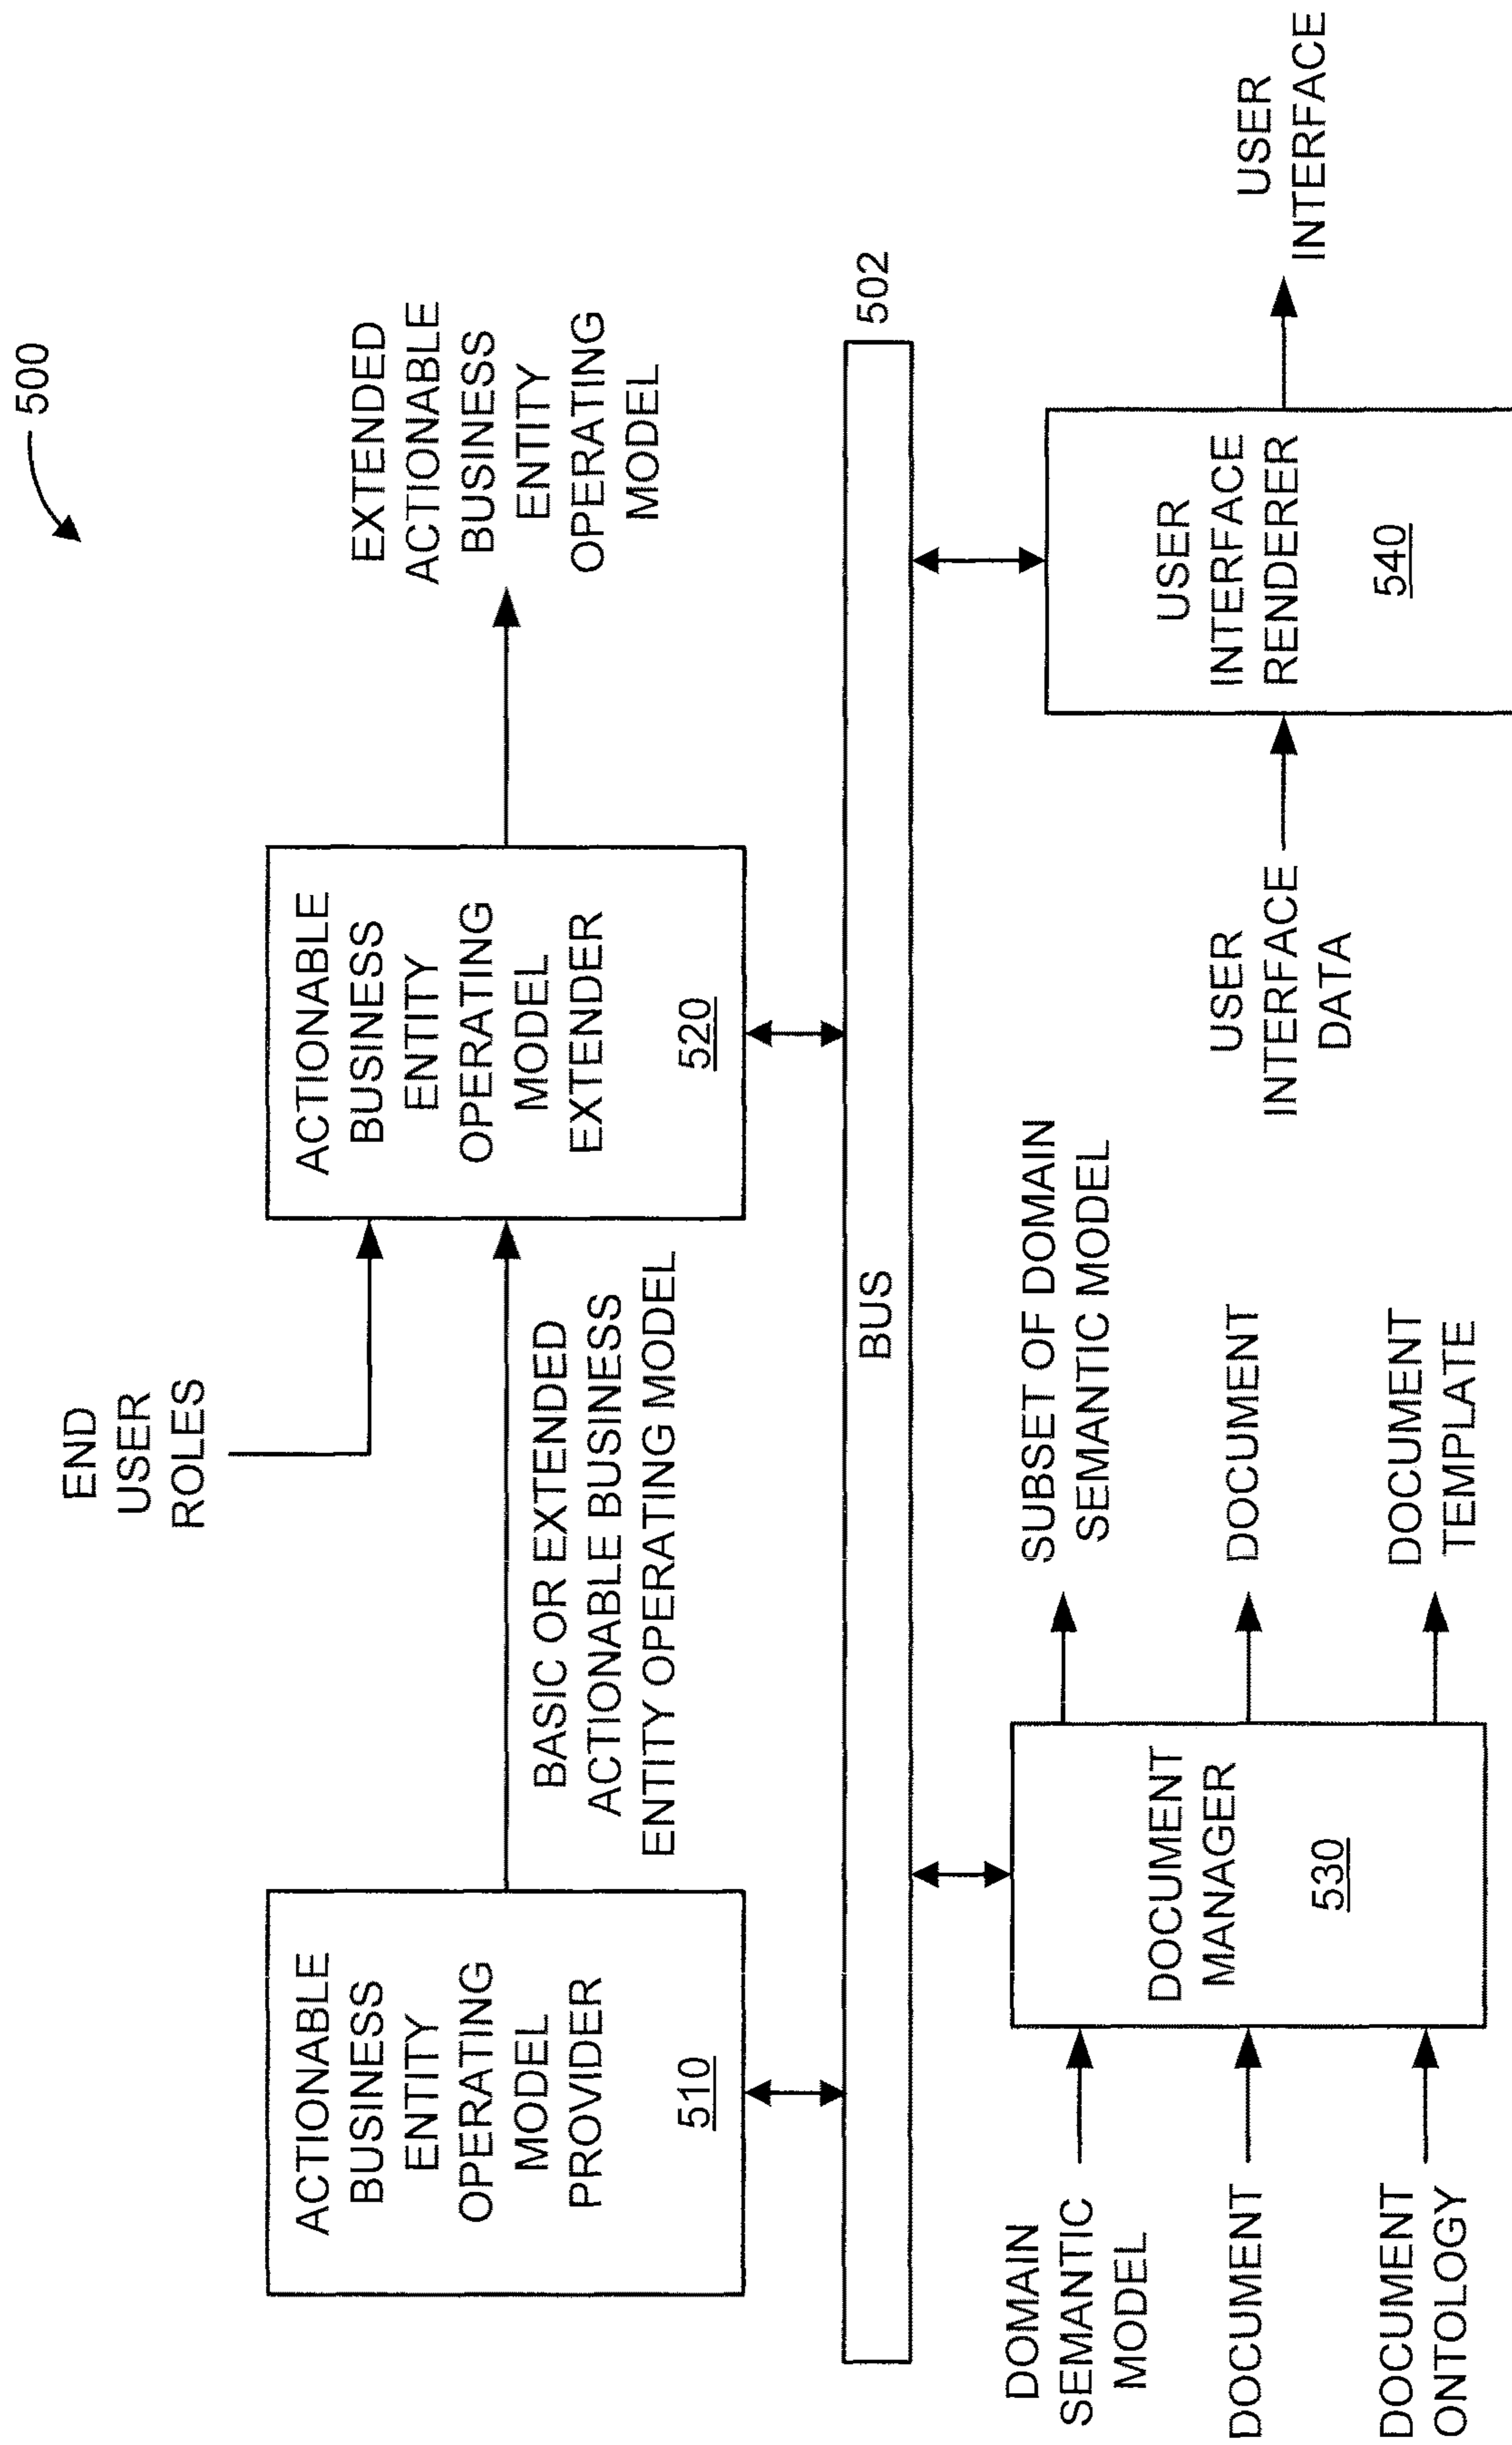 500
END
USER
ROLES
ACTIONABLE
BUSINESS
ENTITY
OPERATING
MODEL
PROVIDER
510
BASIC OR EXTENDED
ACTIONABLE BUSINESS
ENTITY OPERATING MODEL
ACTIONABLE
BUSINESS
ENTITY
OPERATING
MODEL
EXTENDER
520
EXTENDED
ACTIONABLE
BUSINESS
ENTITY
OPERATING
MODEL
BUS
502
DOMAIN
SEMANTIC
MODEL
DOCUMENT
DOCUMENT
ONTOLOGY
DOCUMENT
MANAGER
530
SUBSET OF DOMAIN
SEMANTIC MODEL
DOCUMENT
DOCUMENT
TEMPLATE
USER
INTERFACE
DATA
USER
INTERFACE
RENDERER
540
USER
INTERFACE